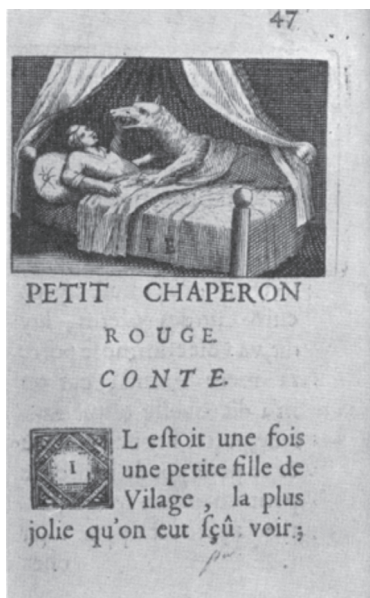 47
LE
PETIT CHAPERON
ROUGE.
CONTE.
IL eſtoit une fois
une petite fille de
Vilage, la plus
jolie qu'on eut ſçû voir;